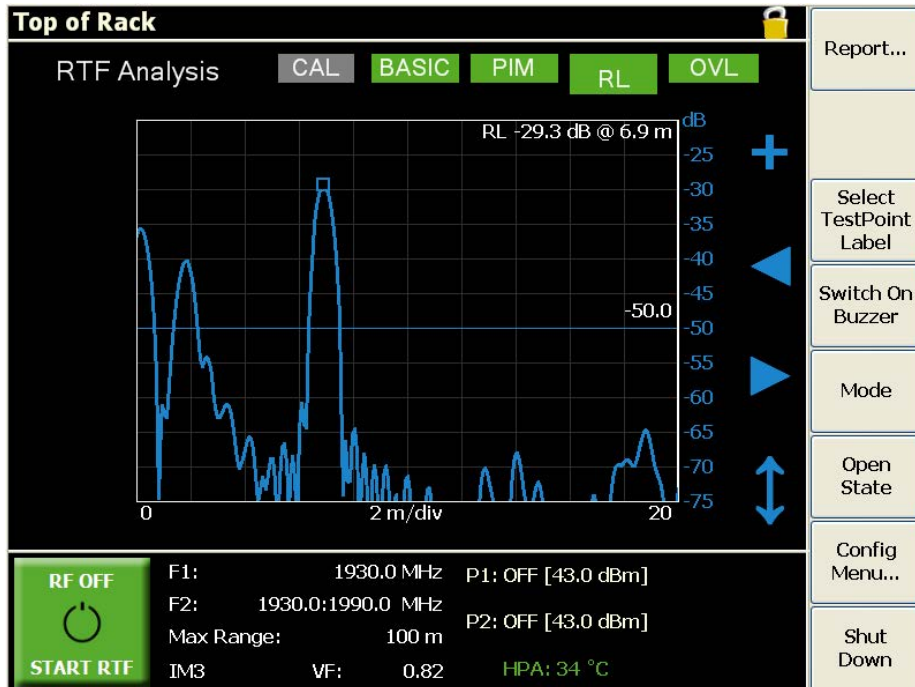 Top of Rack
Report...
RTF Analysis CAL BASIC PIM RL OVL
RL -29.3 dB @ 6.9 m
dB
-25
-30
-35
-40
-45
-50.0
-50
-55
-60
-65
-70
-75
0 2 m/div 20
Select
TestPoint
Label
Switch On
Buzzer
Mode
Open
State
Config
Menu...
Shut
Down
RF OFF
START RTF
F1: 1930.0 MHz
F2: 1930.0:1990.0 MHz
Max Range: 100 m
IM3 VF: 0.82
P1: OFF [43.0 dBm]
P2: OFF [43.0 dBm]
HPA: 34 °C